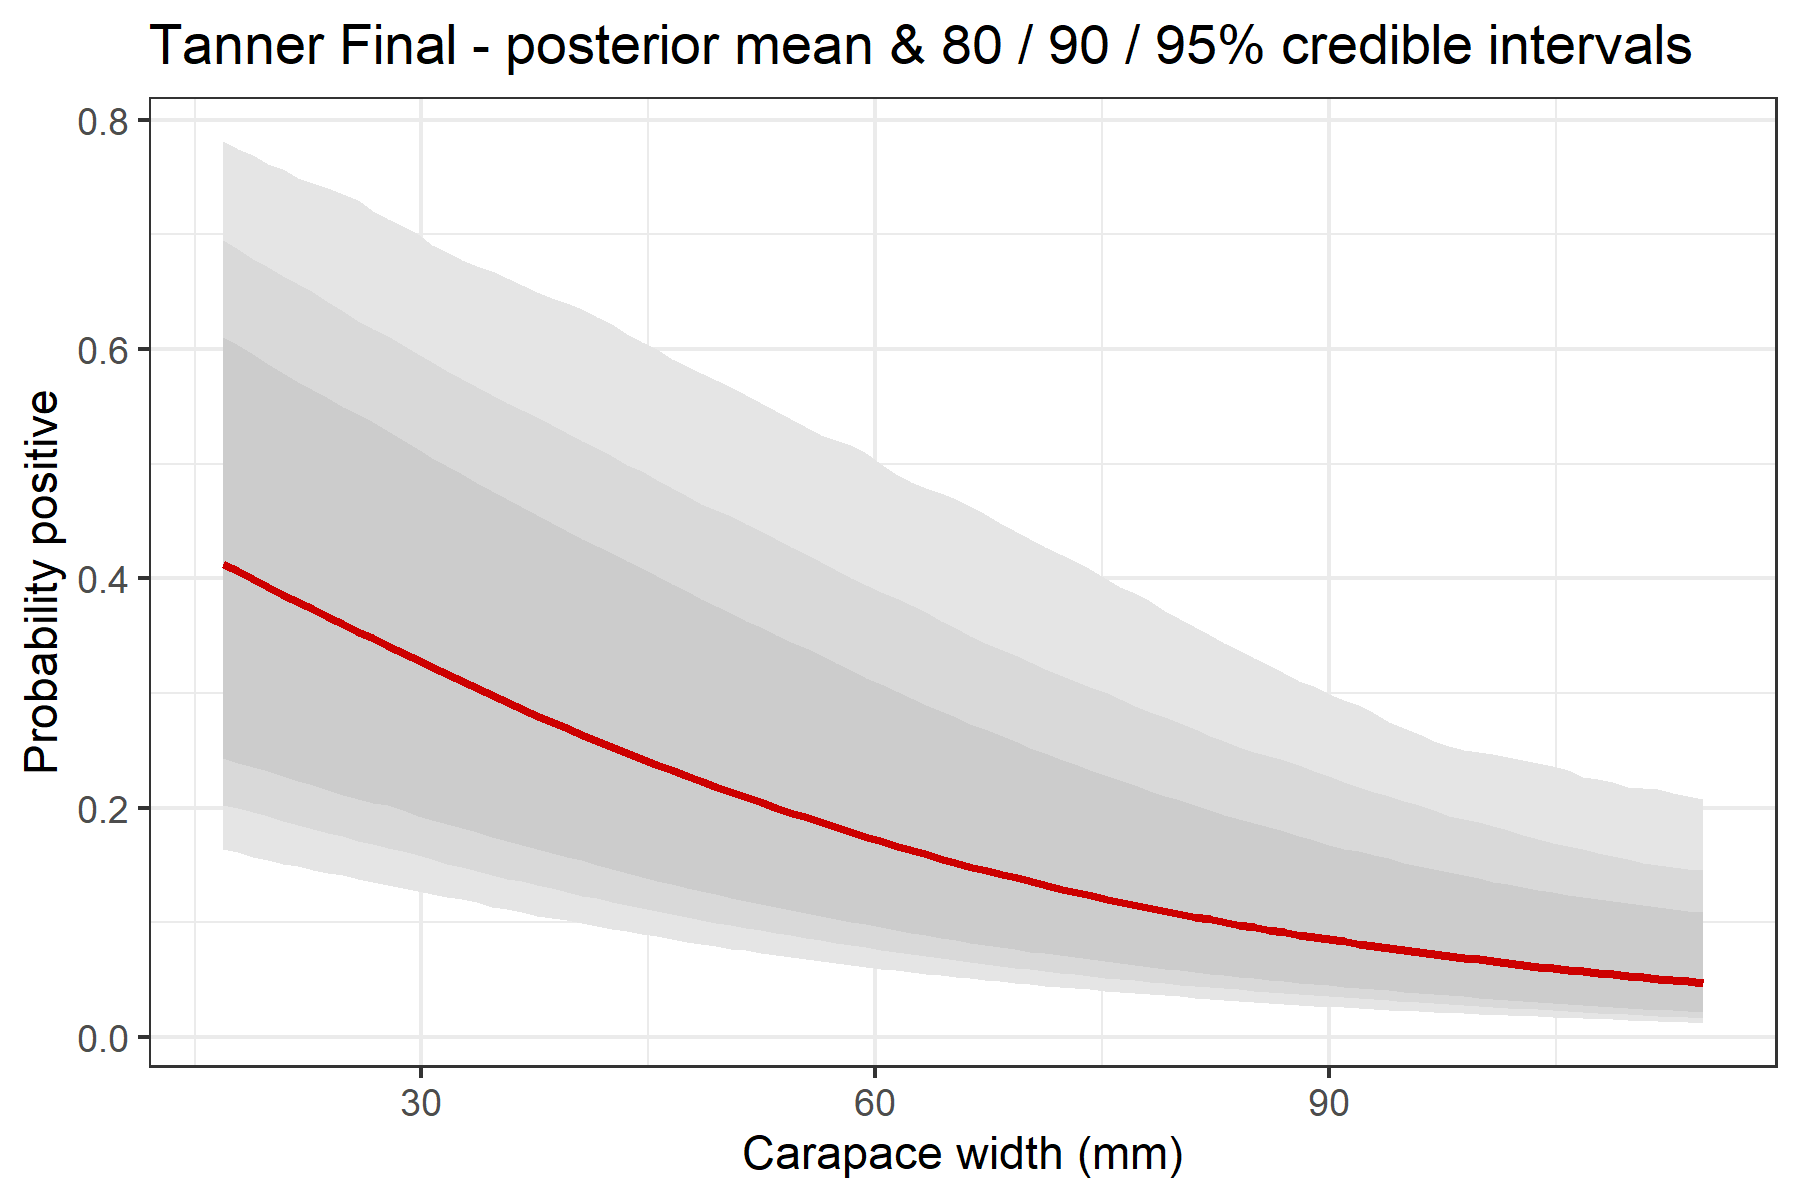 Tanner Final - posterior mean & 80 / 90 / 95% credible intervals
0.8
0.6
0.4
0.2
0.0
Probability positive
30 60 90
Carapace width (mm)